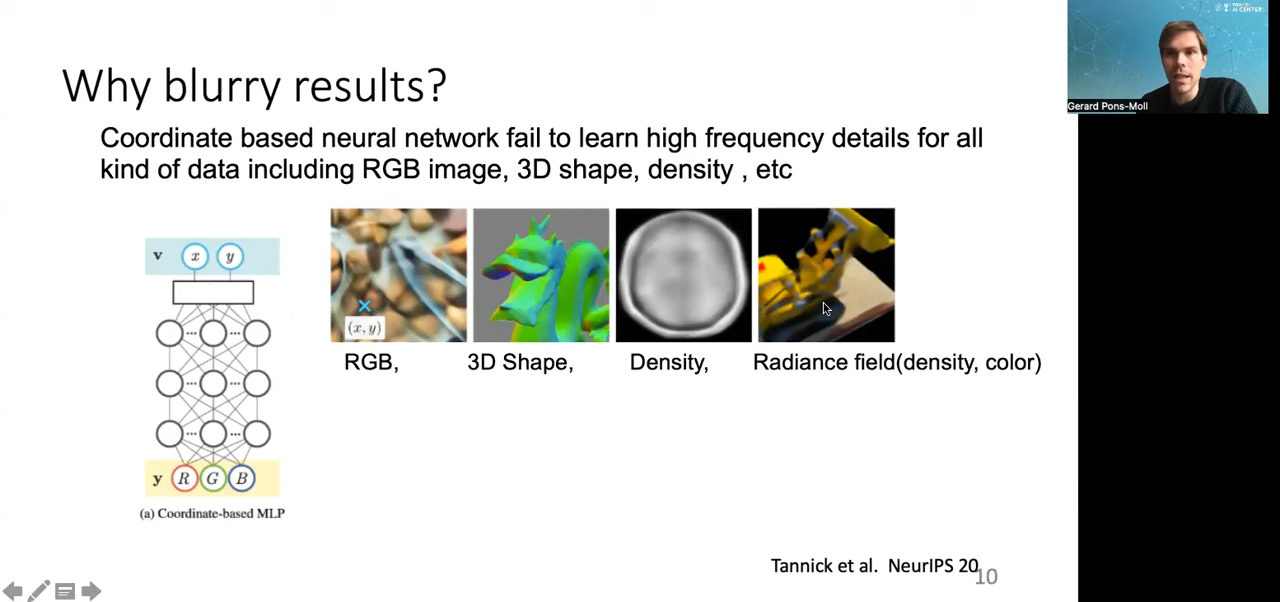 Why blurry results?
Coordinate based neural network fail to learn high frequency details for all
kind of data including RGB image, 3D shape, density , etc
v x y
y R G B
(a) Coordinate-based MLP
(x, y)
RGB, 3D Shape, Density, Radiance field(density, color)
Tannick et al. NeurIPS 20
10
AI CENTER
Gerard Pons-Moll